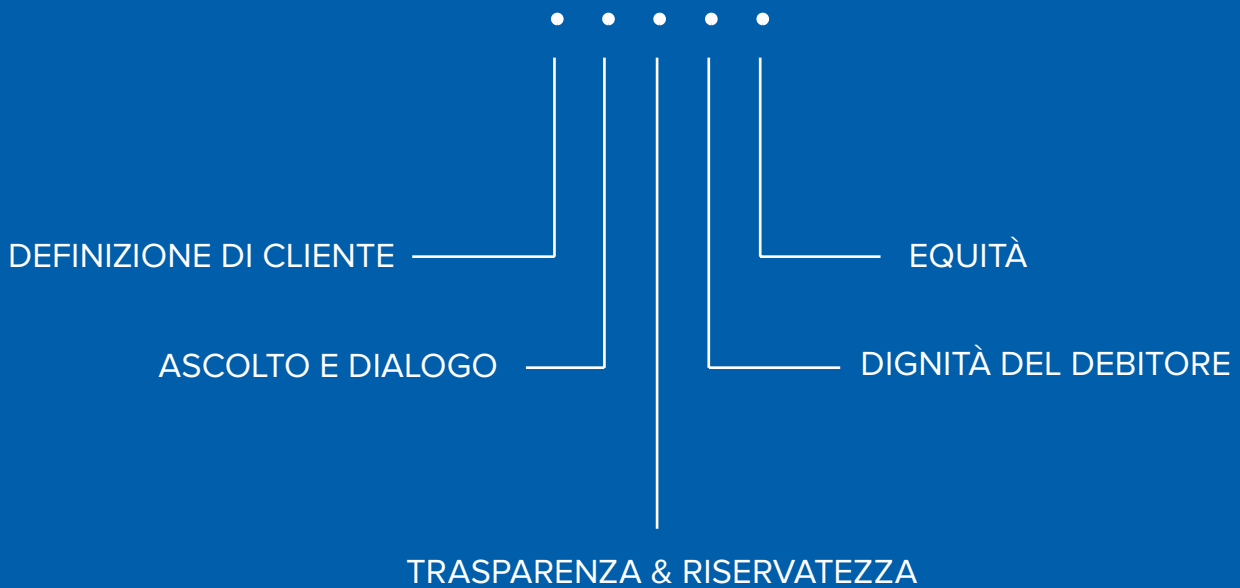 DEFINIZIONE DI CLIENTE
EQUITÀ
ASCOLTO E DIALOGO
DIGNITÀ DEL DEBITORE
TRASPARENZA & RISERVATEZZA